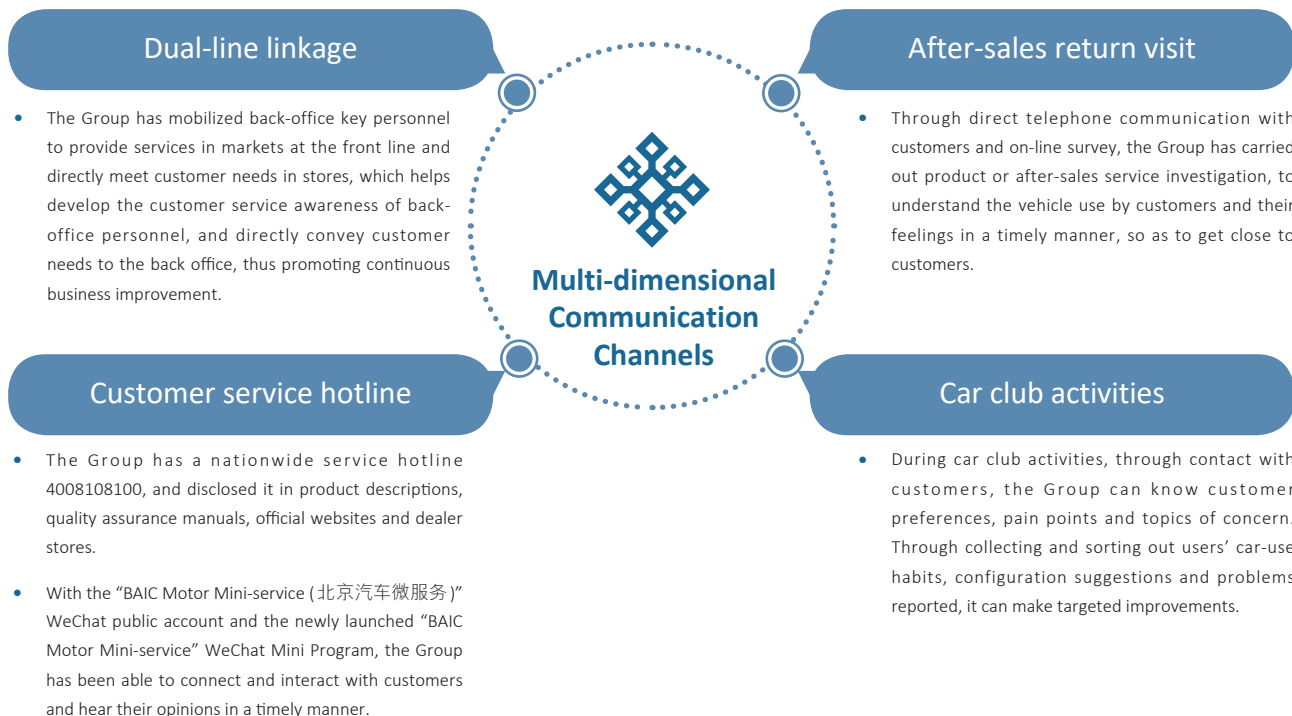 Dual-line linkage
• The Group has mobilized back-office key personnel
to provide services in markets at the front line and
directly meet customer needs in stores, which helps
develop the customer service awareness of back-
office personnel, and directly convey customer
needs to the back office, thus promoting continuous
business improvement.
After-sales return visit
• Through direct telephone communication with
customers and on-line survey, the Group has carried
out product or after-sales service investigation, to
understand the vehicle use by customers and their
feelings in a timely manner, so as to get close to
customers.
Multi-dimensional
Communication
Channels
Customer service hotline
• The Group has a nationwide service hotline
4008108100, and disclosed it in product descriptions,
quality assurance manuals, official websites and dealer
stores.
• With the “BAIC Motor Mini-service (北京汽车微服务)”
WeChat public account and the newly launched “BAIC
Motor Mini-service” WeChat Mini Program, the Group
has been able to connect and interact with customers
and hear their opinions in a timely manner.
Car club activities
• During car club activities, through contact with
customers, the Group can know customer
preferences, pain points and topics of concern.
Through collecting and sorting out users’ car-use
habits, configuration suggestions and problems
reported, it can make targeted improvements.